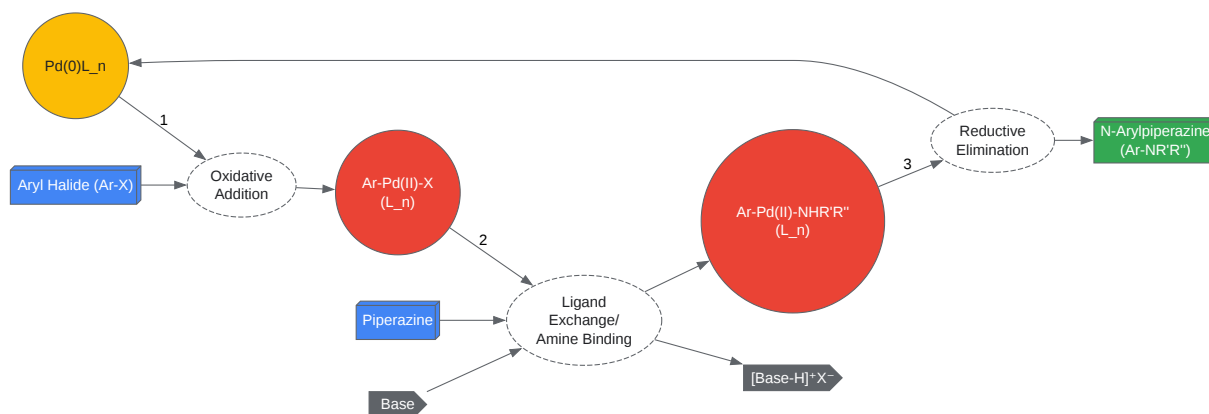 Pd(0)L_n
1
Aryl Halide (Ar-X)
Oxidative
Addition
Ar-Pd(II)-X
(L_n)
2
Piperazine
Base
Ligand
Exchange/
Amine Binding
[Base-H]⁺X⁻
Ar-Pd(II)-NHR'R"
(L_n)
3
Reductive
Elimination
N-Arylpiperazine
(Ar-NR'R")